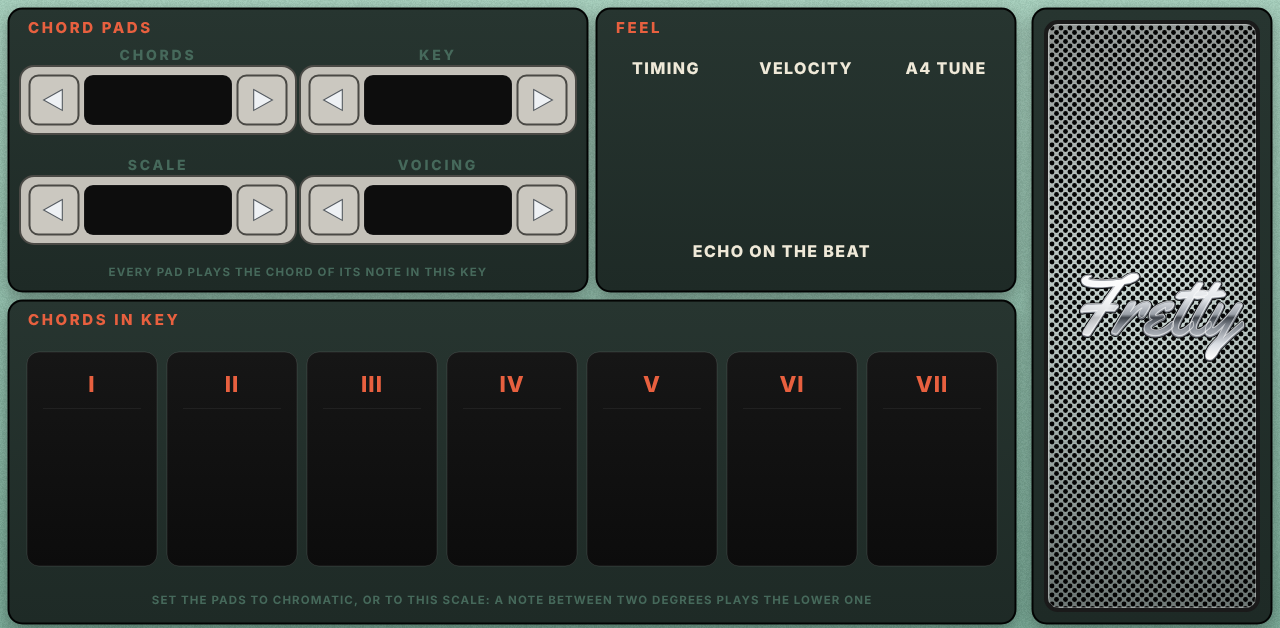 CHORD PADS
CHORDS
KEY
SCALE
VOICING
EVERY PAD PLAYS THE CHORD OF ITS NOTE IN THIS KEY
FEEL
TIMING
VELOCITY
A4 TUNE
ECHO ON THE BEAT
CHORDS IN KEY
I
II
III
IV
V
VI
VII
SET THE PADS TO CHROMATIC, OR TO THIS SCALE: A NOTE BETWEEN TWO DEGREES PLAYS THE LOWER ONE
Fretty